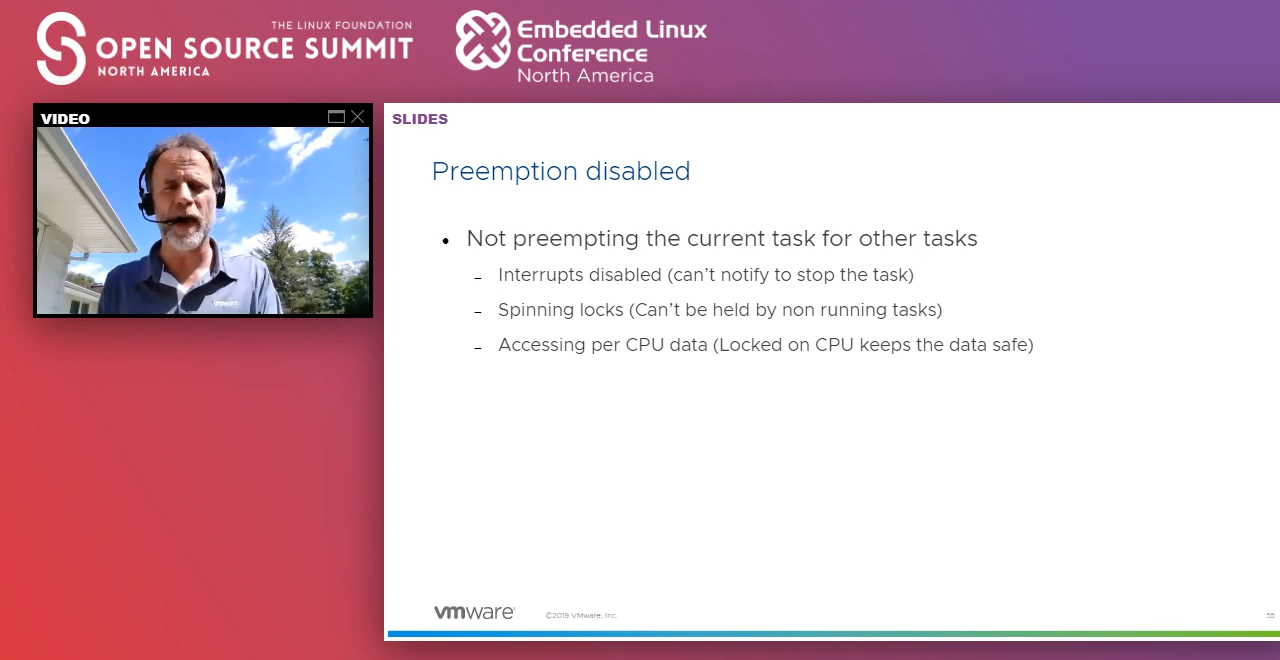 THE LINUX FOUNDATION
OPEN SOURCE SUMMIT
NORTH AMERICA
Embedded Linux
Conference
North America
VIDEO
vmware
SLIDES
Preemption disabled
• Not preempting the current task for other tasks
– Interrupts disabled (can’t notify to stop the task)
– Spinning locks (Can’t be held by non running tasks)
– Accessing per CPU data (Locked on CPU keeps the data safe)
vmware®
©2019 VMware, Inc.
55